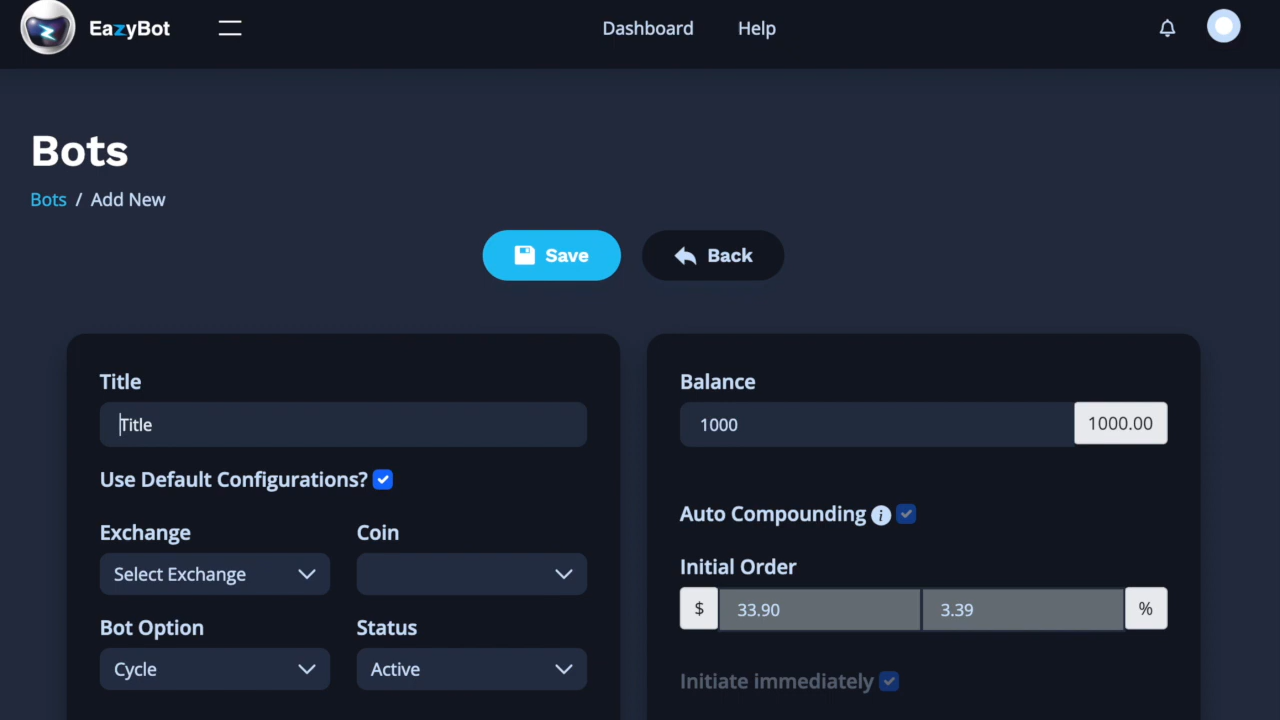 EazyBot
Dashboard
Help
Bots
Bots / Add New
Save
Back
Title
Title
Use Default Configurations?
Exchange
Coin
Select Exchange
Bot Option
Status
Cycle
Active
Balance
1000
1000.00
Auto Compounding i
Initial Order
$ 33.90 3.39 %
Initiate immediately